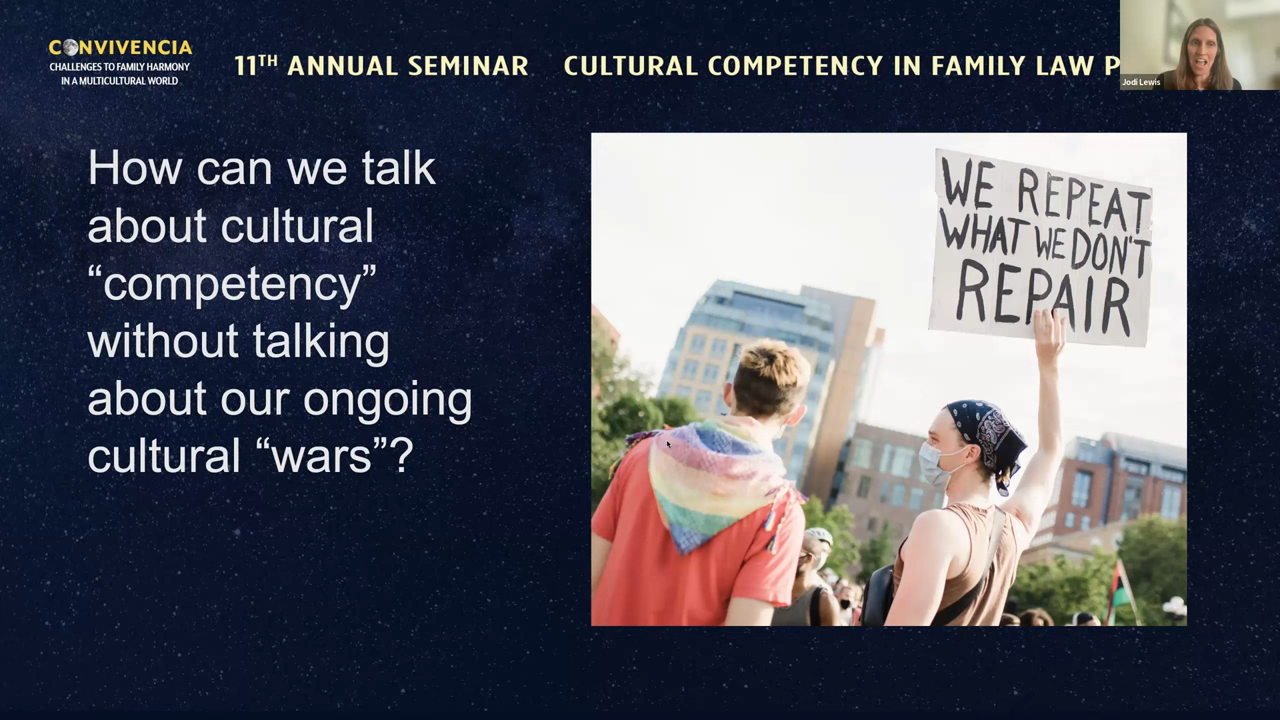 CONVIVENCIA
CHALLENGES TO FAMILY HARMONY
IN A MULTICULTURAL WORLD
11TH ANNUAL SEMINAR CULTURAL COMPETENCY IN FAMILY LAW P
Jodi Lewis
How can we talk
about cultural
“competency”
without talking
about our ongoing
cultural “wars”?
WE REPEAT
WHAT WE DON'T
REPAIR